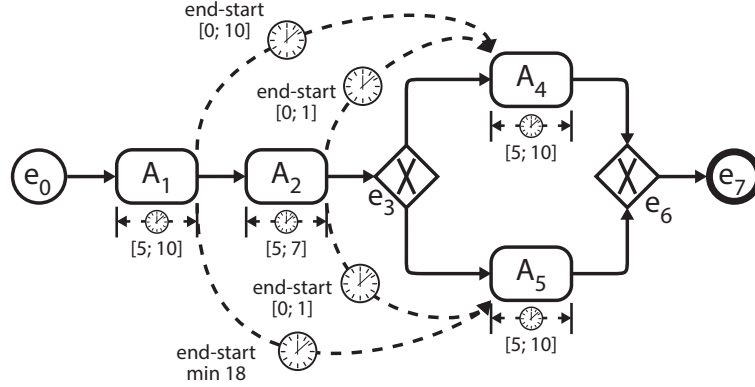 end-start
[0; 10]
end-start
[0; 1]
A4
[5; 10]
e0
A1
A2
e3
e6
e7
[5; 10]
[5; 7]
A5
end-start
[0; 1]
[5; 10]
end-start
min 18